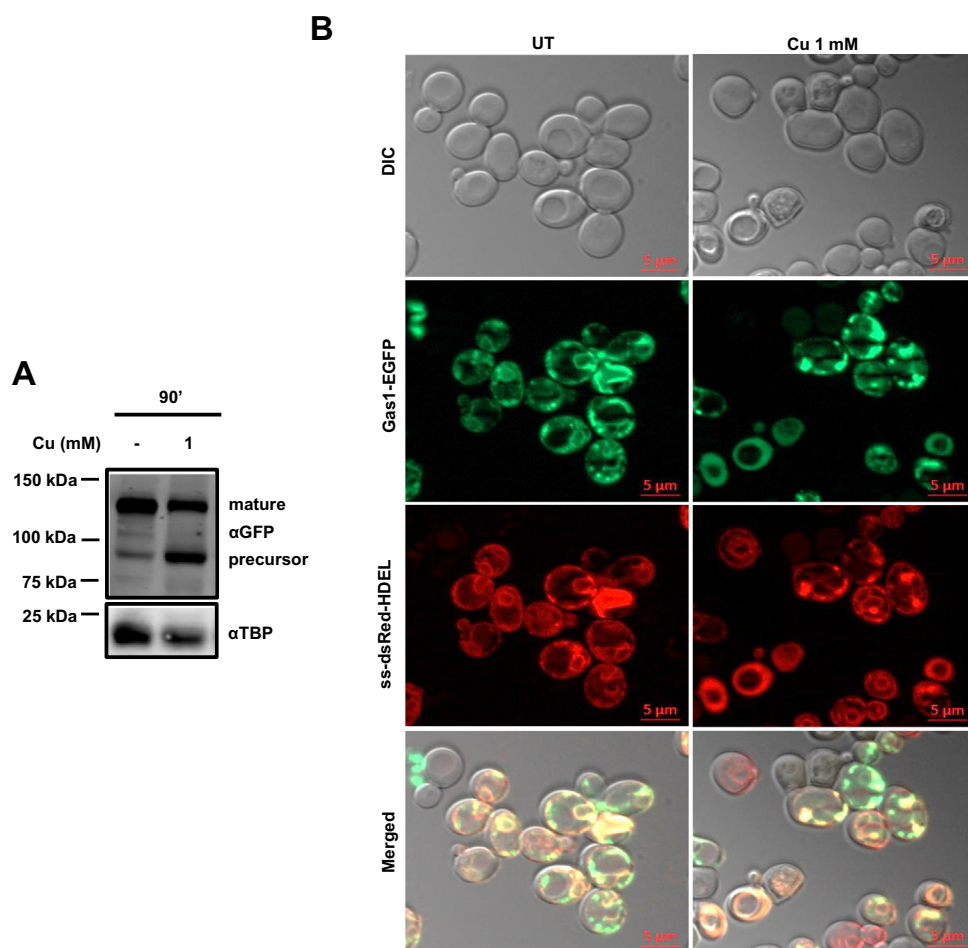 A
90'
Cu (mM) - 1
150 kDa
mature
αGFP
100 kDa
precursor
75 kDa
25 kDa
αTBP
B
UT Cu 1 mM
DIC
5 μm 5 μm
Gas1-EGFP
5 μm 5 μm
ss-dsRed-HDEL
5 μm 5 μm
Merged
5 μm 5 μm